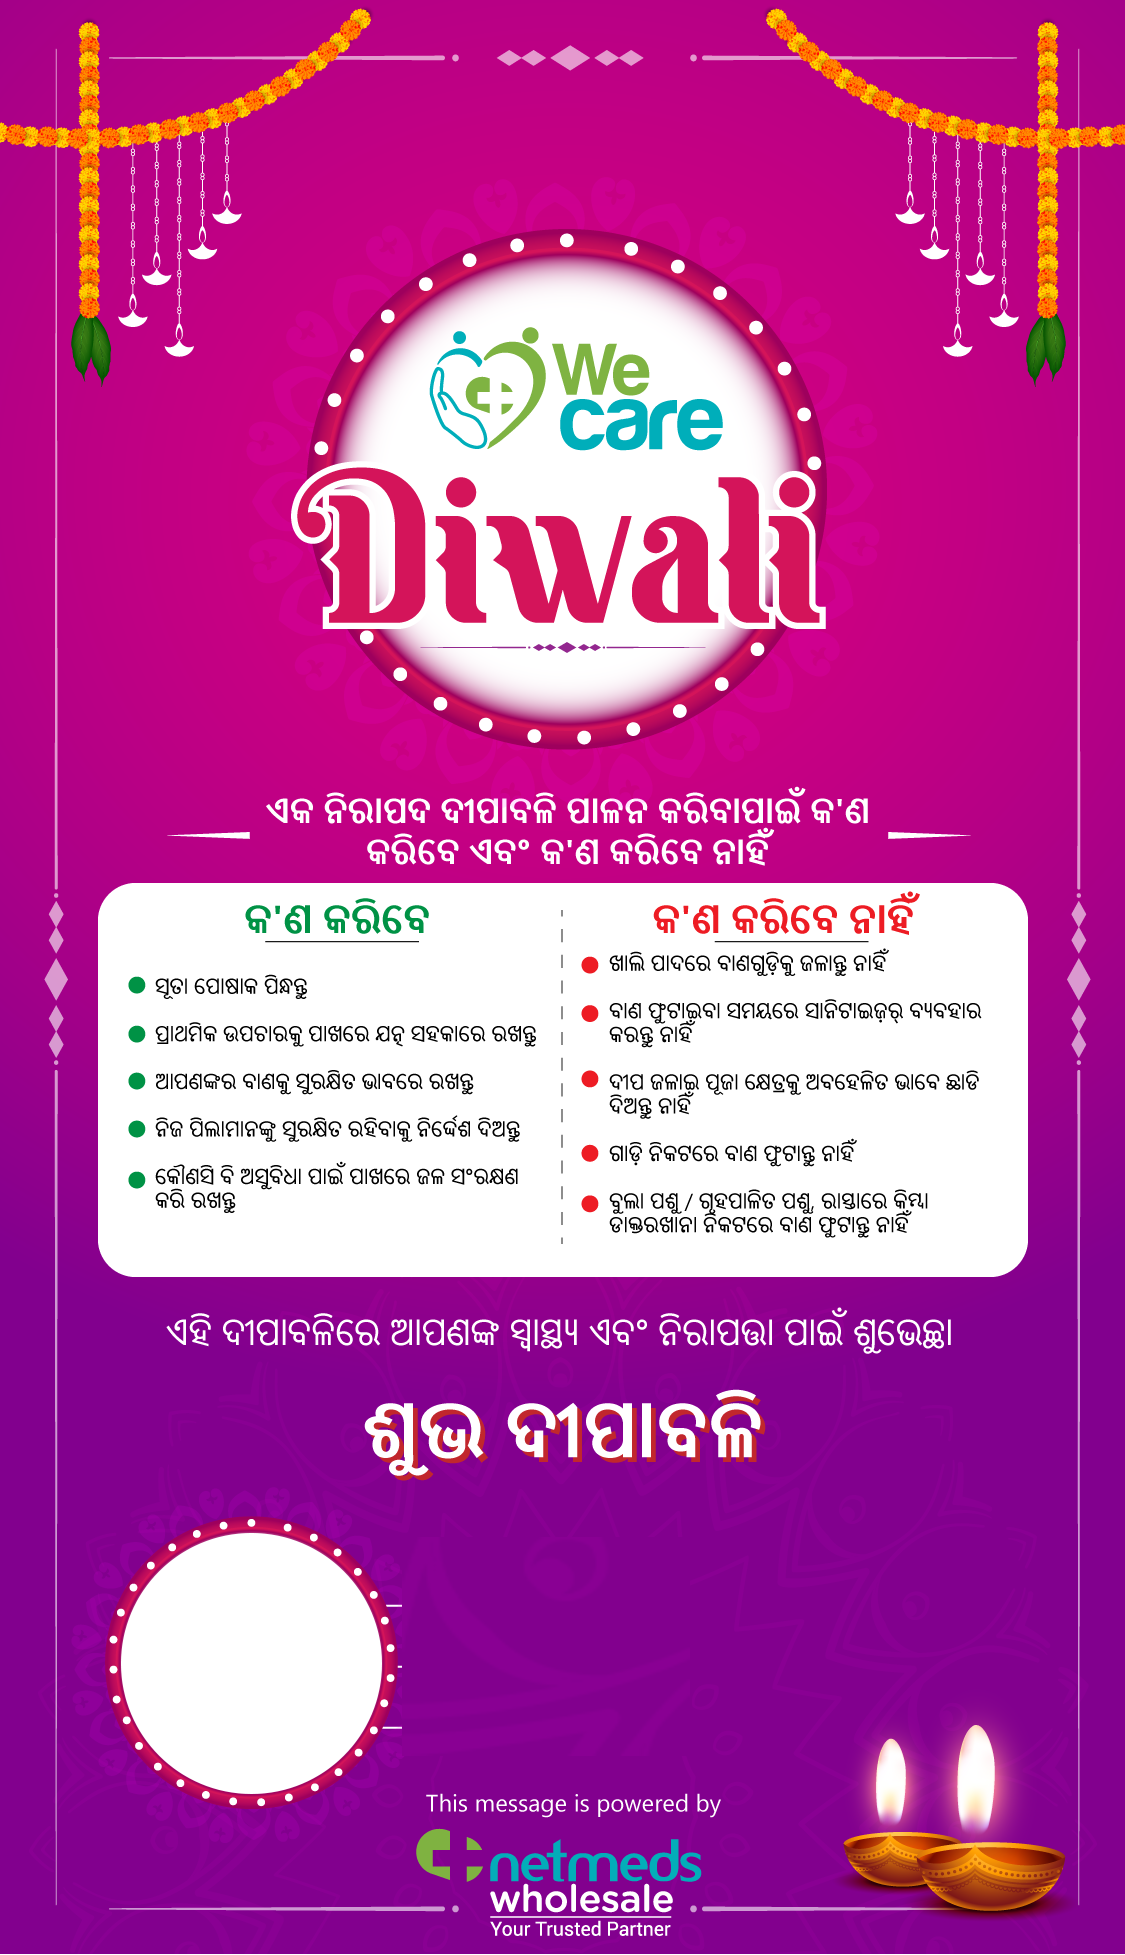 We
care
Diwali
ଏକ ନିରାପଦ ଦୀପାବଳି ପାଳନ କରିବାପାଇଁ କ'ଣ
କରିବେ ଏବଂ କ'ଣ କରିବେ ନାହିଁ
କ'ଣ କରିବେ
ସୂତା ପୋଷାକ ପିନ୍ଧନ୍ତୁ
ପ୍ରାଥମିକ ଉପଚାରକୁ ପାଖରେ ଯତ୍ନ ସହକାରେ ରଖନ୍ତୁ
ଆପଣଙ୍କର ବାଣକୁ ସୁରକ୍ଷିତ ଭାବରେ ରଖନ୍ତୁ
ନିଜ ପିଲାମାନଙ୍କୁ ସୁରକ୍ଷିତ ରହିବାକୁ ନିର୍ଦ୍ଦେଶ ଦିଅନ୍ତୁ
କୌଣସି ବି ଅସୁବିଧା ପାଇଁ ପାଖରେ ଜଳ ସଂରକ୍ଷଣ
କରି ରଖନ୍ତୁ
କ'ଣ କରିବେ ନାହିଁ
ଖାଲି ପାଦରେ ବାଣଗୁଡ଼ିକୁ ଜଳାନ୍ତୁ ନାହିଁ
ବାଣ ଫୁଟାଇବା ସମୟରେ ସାନିଟାଇଜ଼ର୍ ବ୍ୟବହାର
କରନ୍ତୁ ନାହିଁ
ଦୀପ ଜଳାଇ ପୂଜା କ୍ଷେତ୍ରକୁ ଅବହେଳିତ ଭାବେ ଛାଡି
ଦିଅନ୍ତୁ ନାହିଁ
ଗାଡ଼ି ନିକଟରେ ବାଣ ଫୁଟାନ୍ତୁ ନାହିଁ
ବୁଲା ପଶୁ / ଗୃହପାଳିତ ପଶୁ, ରାସ୍ତାରେ କିମ୍ବା
ଡାକ୍ତରଖାନା ନିକଟରେ ବାଣ ଫୁଟାନ୍ତୁ ନାହିଁ
ଏହି ଦୀପାବଳିରେ ଆପଣଙ୍କ ସ୍ୱାସ୍ଥ୍ୟ ଏବଂ ନିରାପତ୍ତା ପାଇଁ ଶୁଭେଚ୍ଛା
ଶୁଭ ଦୀପାବଳି
This message is powered by
netmeds
wholesale
Your Trusted Partner